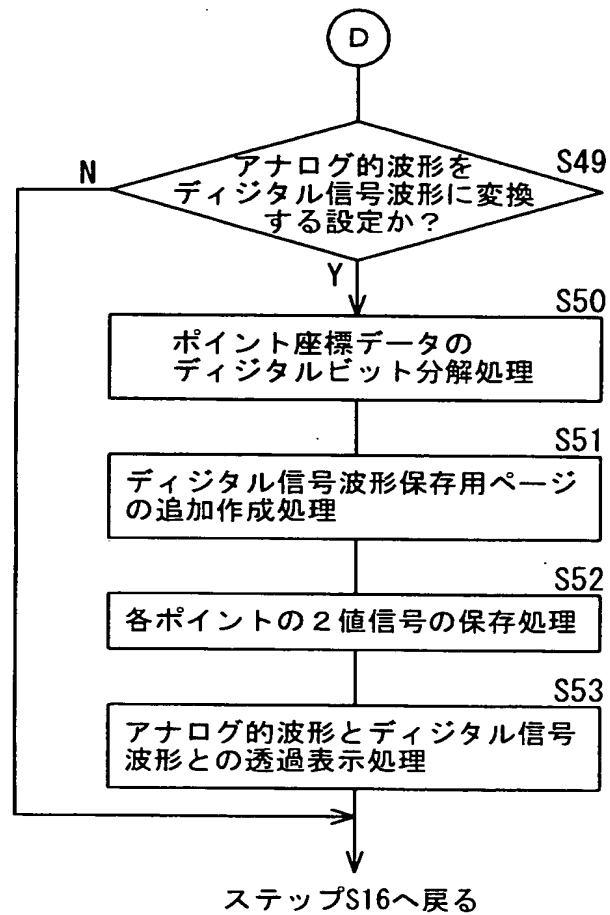 D
アナログ的波形を
ディジタル信号波形に変換
する設定か？
S49
N
Y
S50
ポイント座標データの
ディジタルビット分解処理
S51
ディジタル信号波形保存用ページ
の追加作成処理
S52
各ポイントの２値信号の保存処理
S53
アナログ的波形とディジタル信号
波形との透過表示処理
ステップS16へ戻る